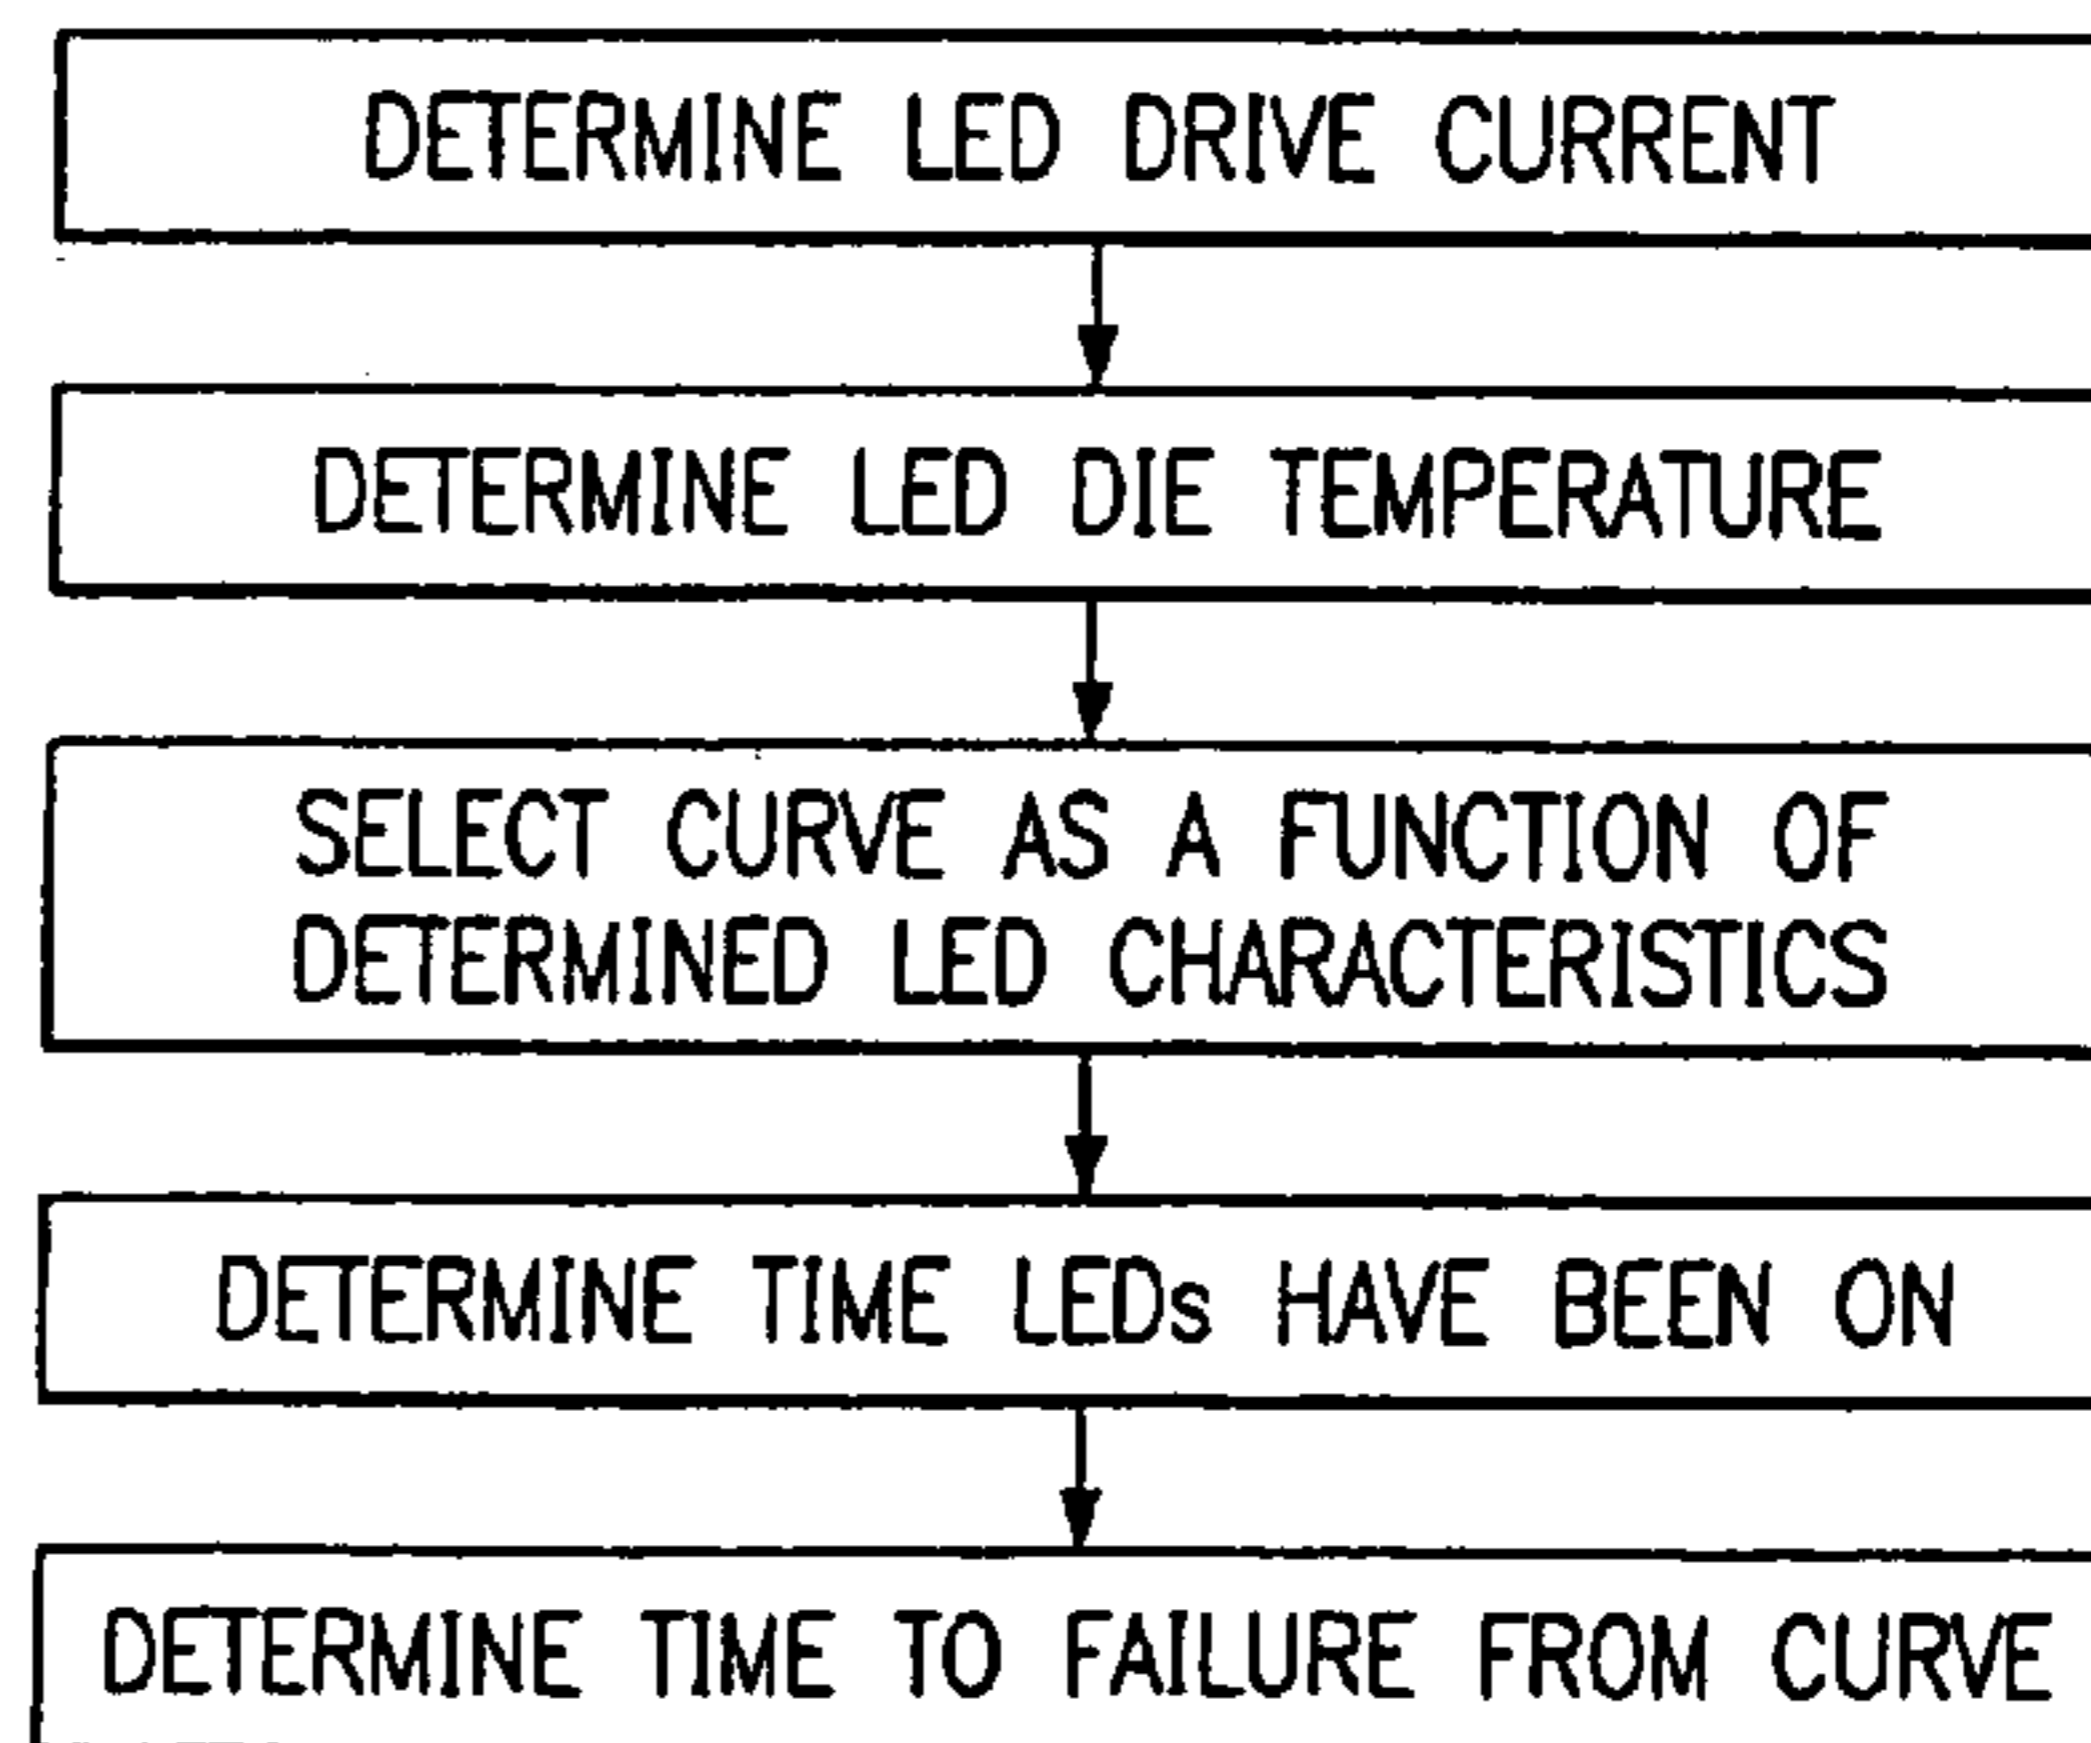 DETERMINE LED DRIVE CURRENT
DETERMINE LED DIE TEMPERATURE
SELECT CURVE AS A FUNCTION OF
DETERMINED LED CHARACTERISTICS
DETERMINE TIME LEDs HAVE BEEN ON
DETERMINE TIME TO FAILURE FROM CURVE